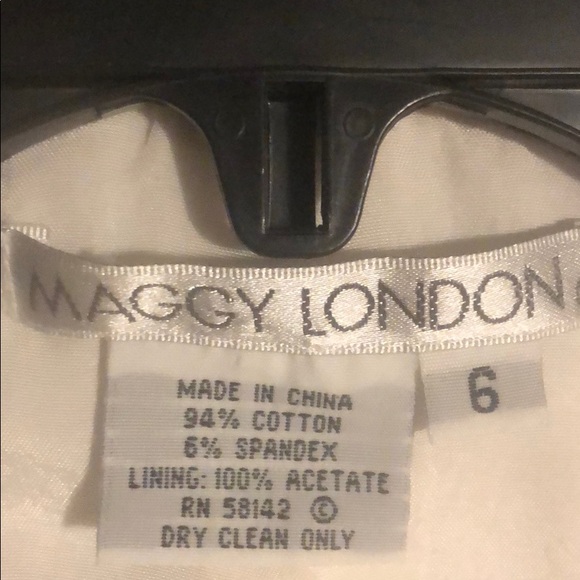 MAGGY LONDON
6
MADE IN CHINA
94% COTTON
6% SPANDEX
LINING: 100% ACETATE
RN 58142 ©
DRY CLEAN ONLY